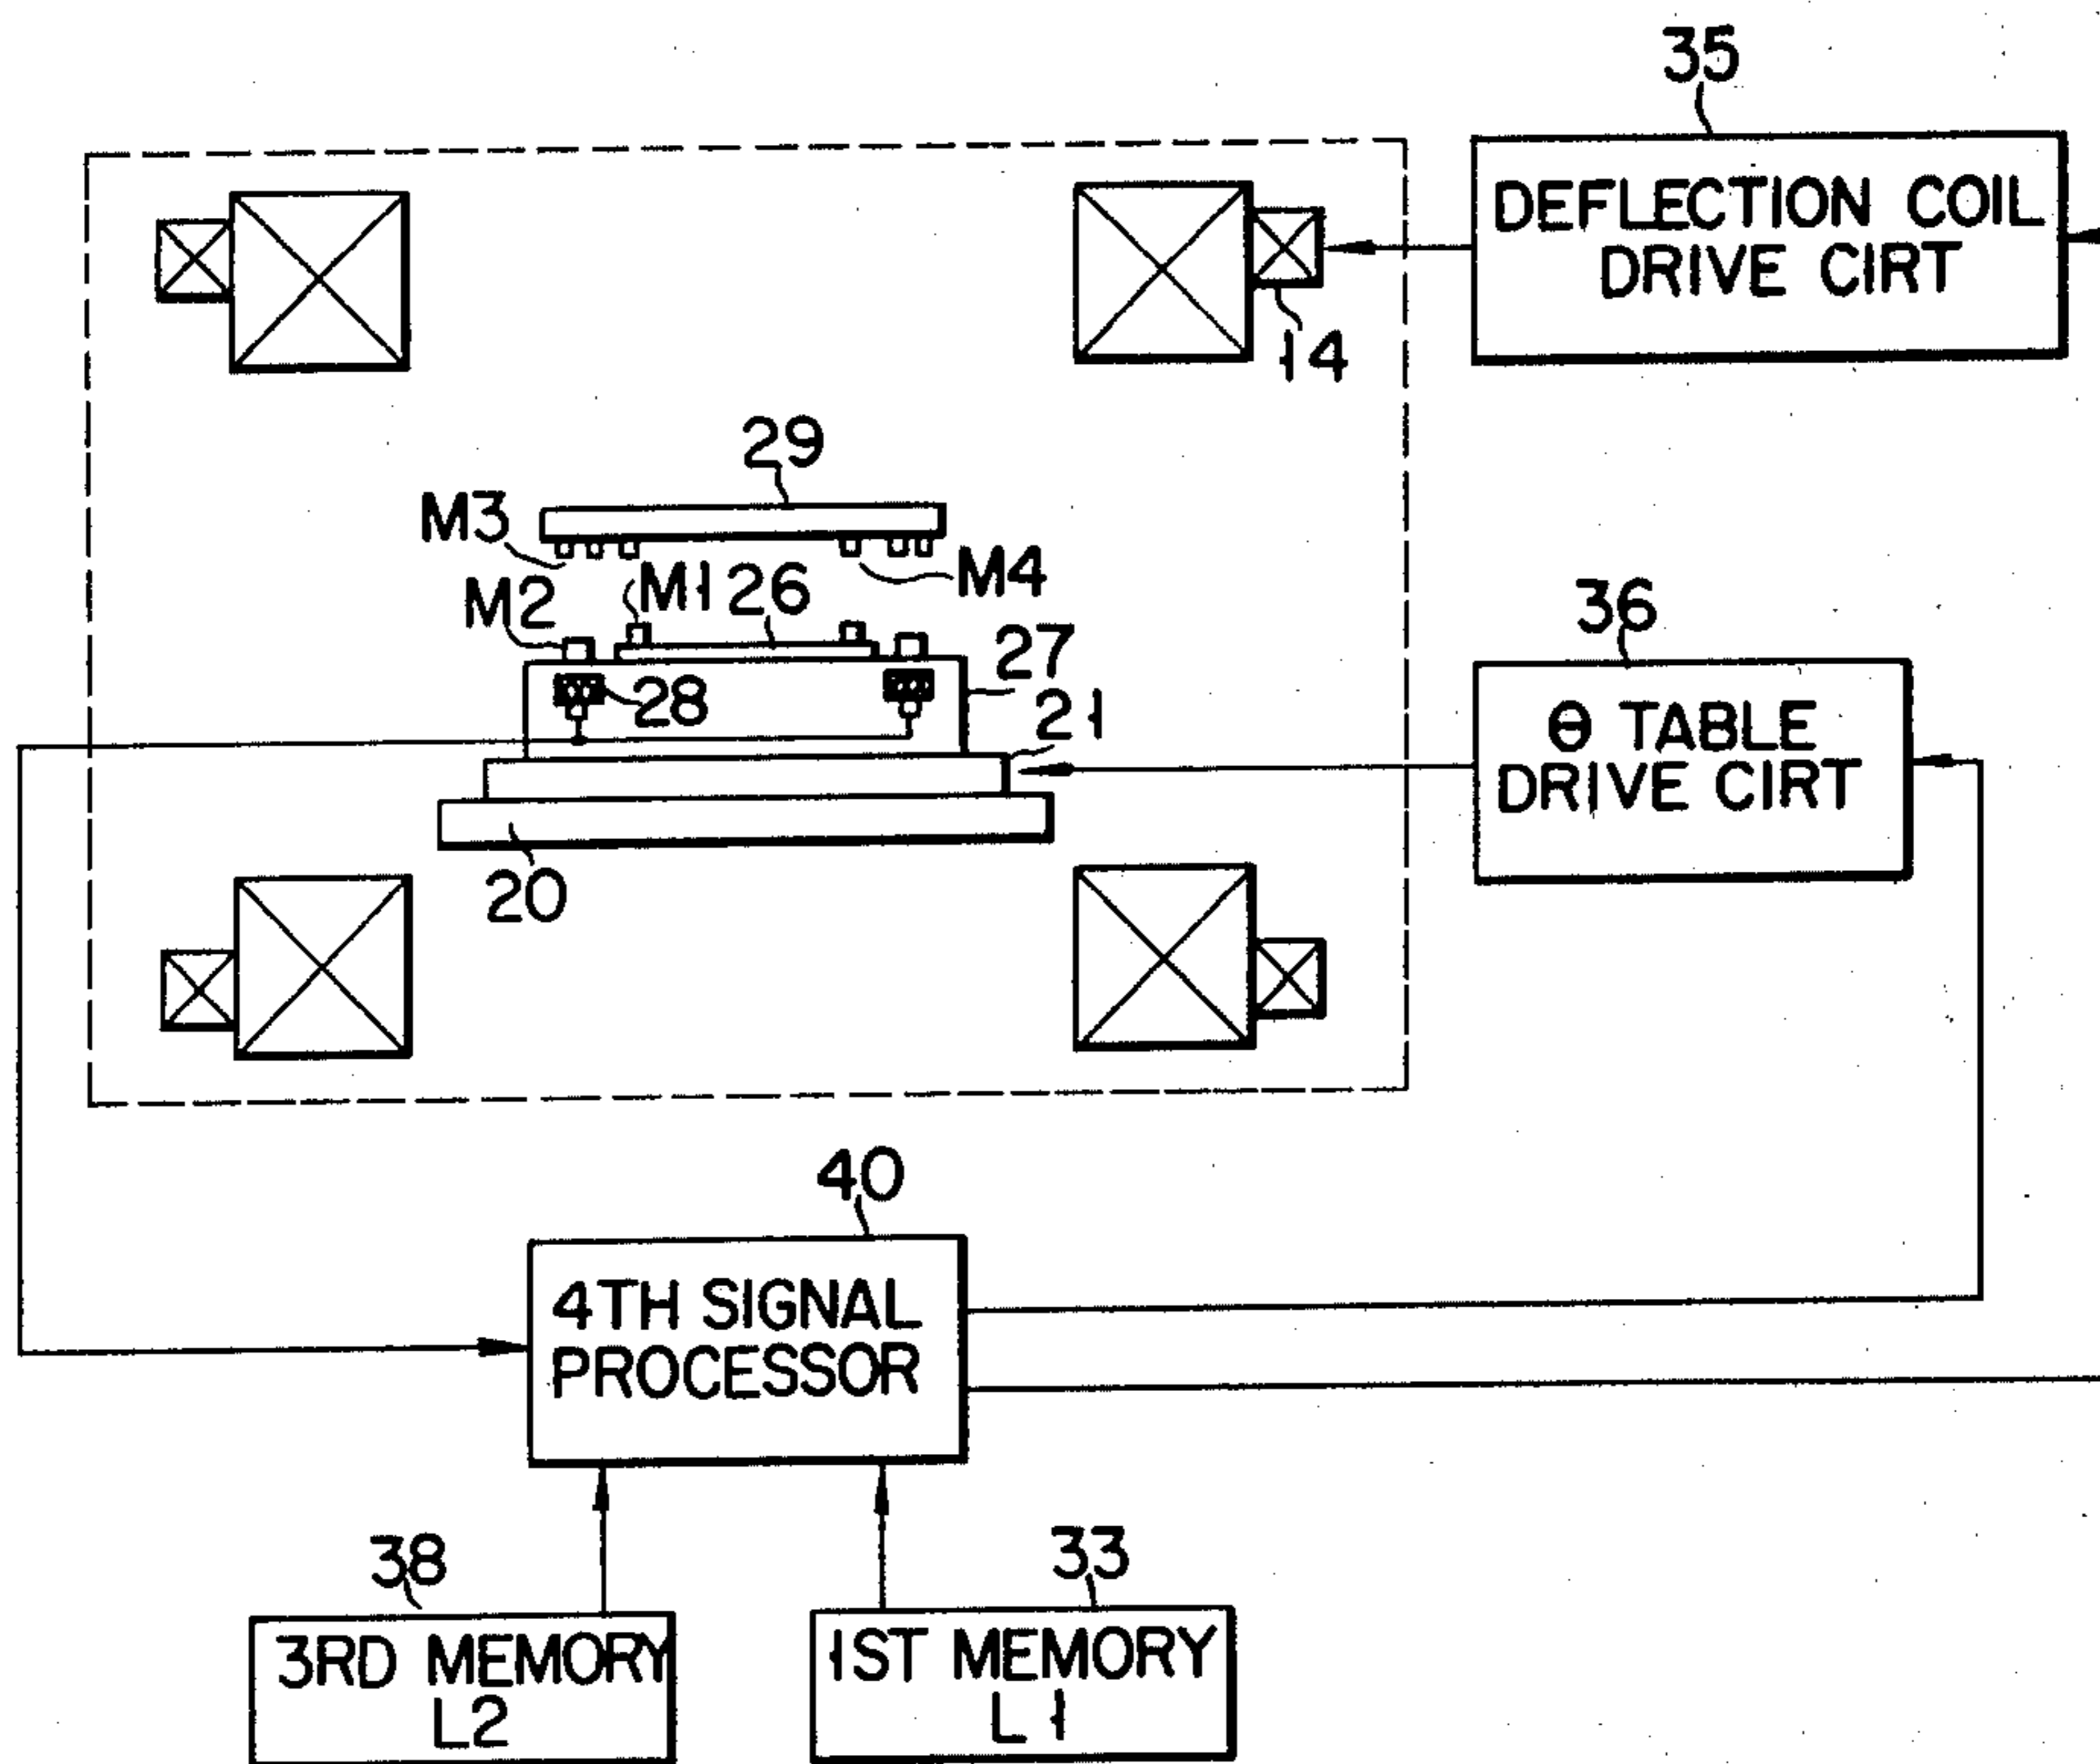 35
DEFLECTION COIL
DRIVE CIRT
14
29
M3
M4
M2
M1
26
27
28
21
36
Θ TABLE
DRIVE CIRT
20
40
4TH SIGNAL
PROCESSOR
38
3RD MEMORY
L2
33
1ST MEMORY
L1